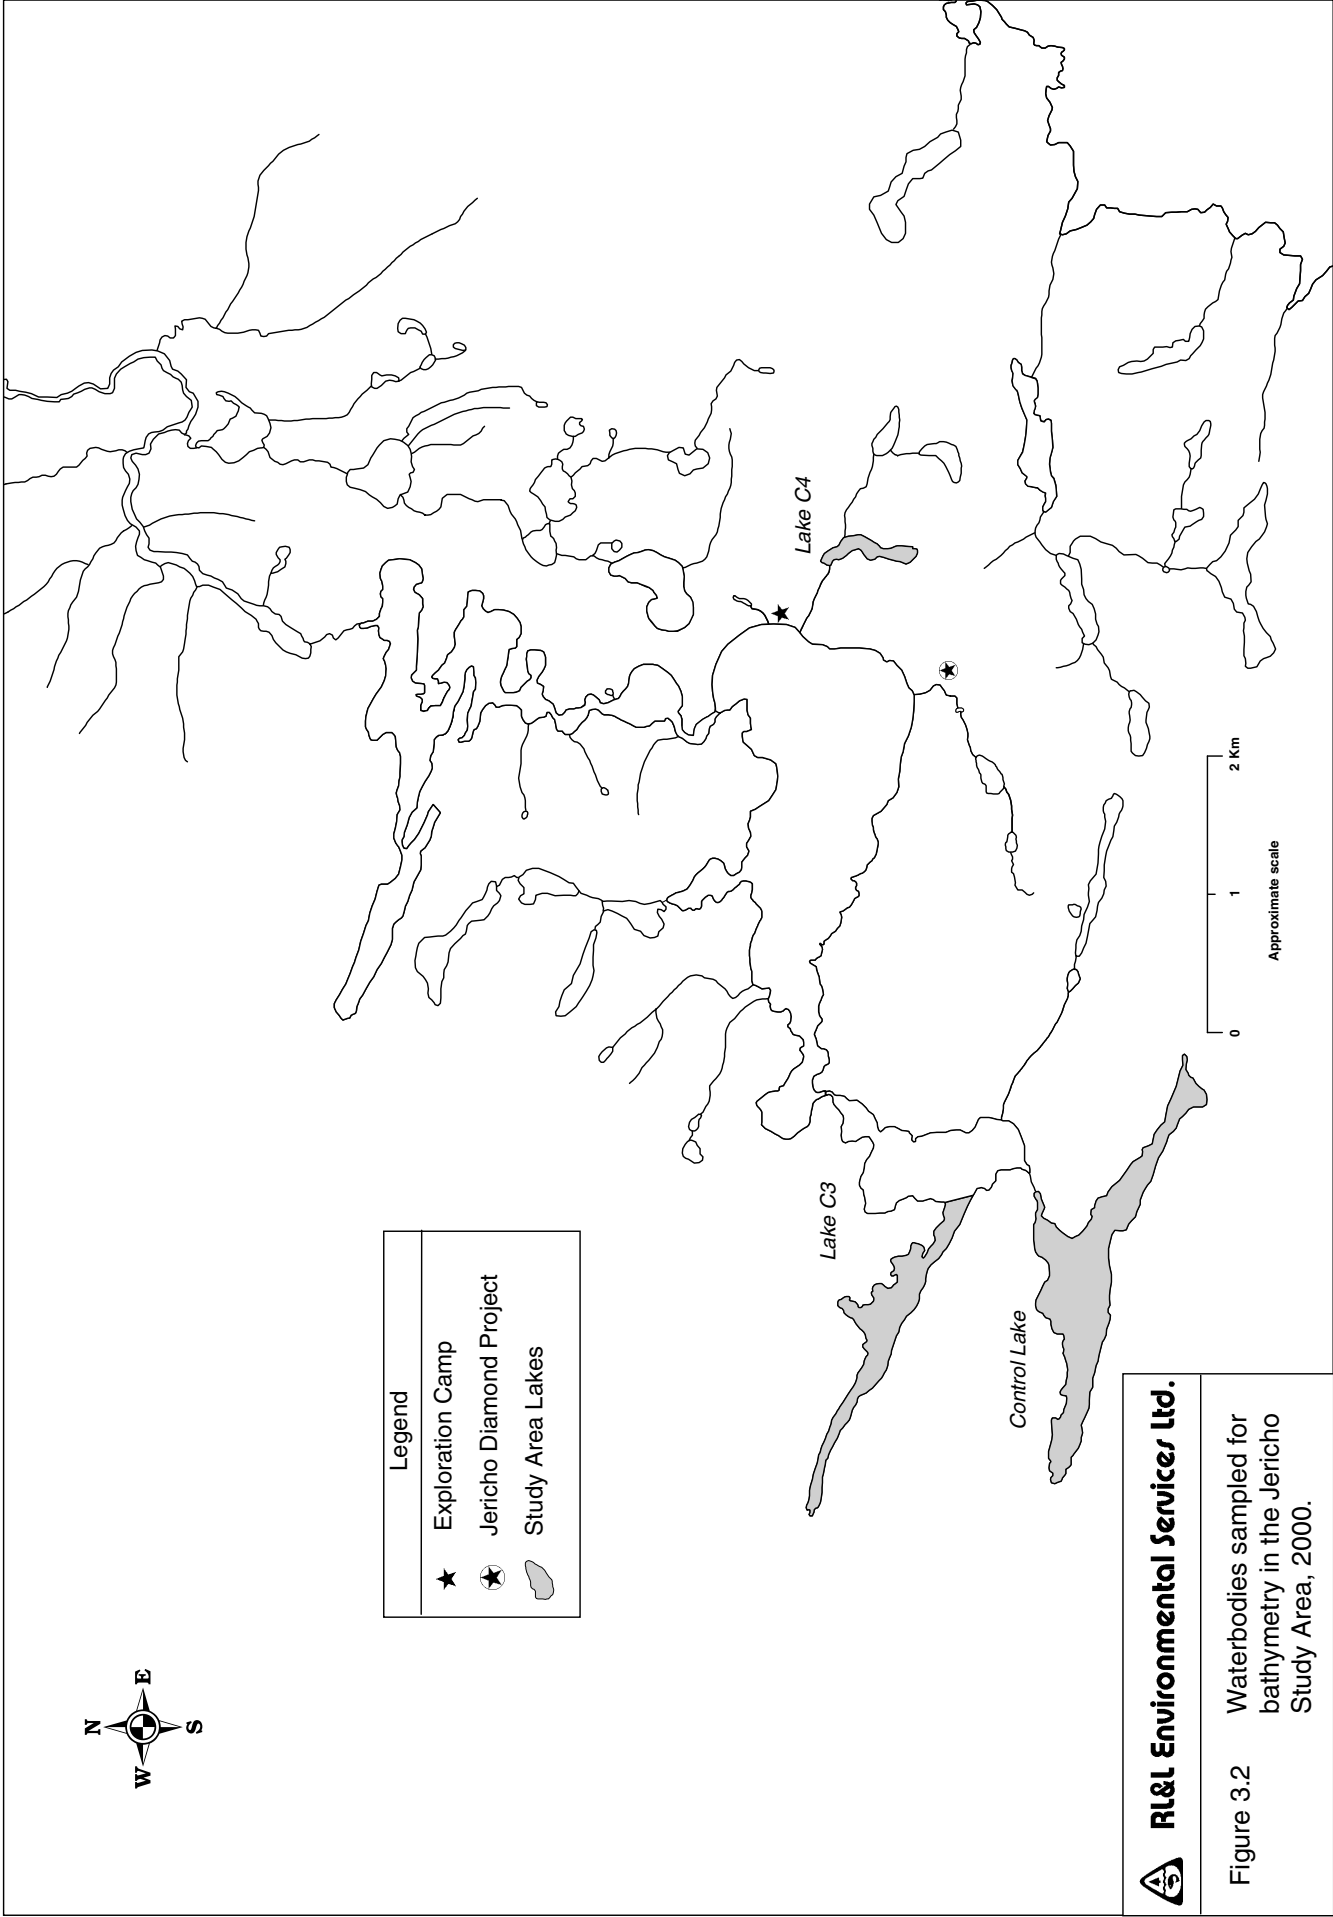 N
W
E
S
Legend
Exploration Camp
Jericho Diamond Project
Study Area Lakes
Lake C4
Lake C3
Control Lake
0
1
2 Km
Approximate scale
RL&L Environmental Services Ltd.
Figure 3.2 Waterbodies sampled for
bathymetry in the Jericho
Study Area, 2000.